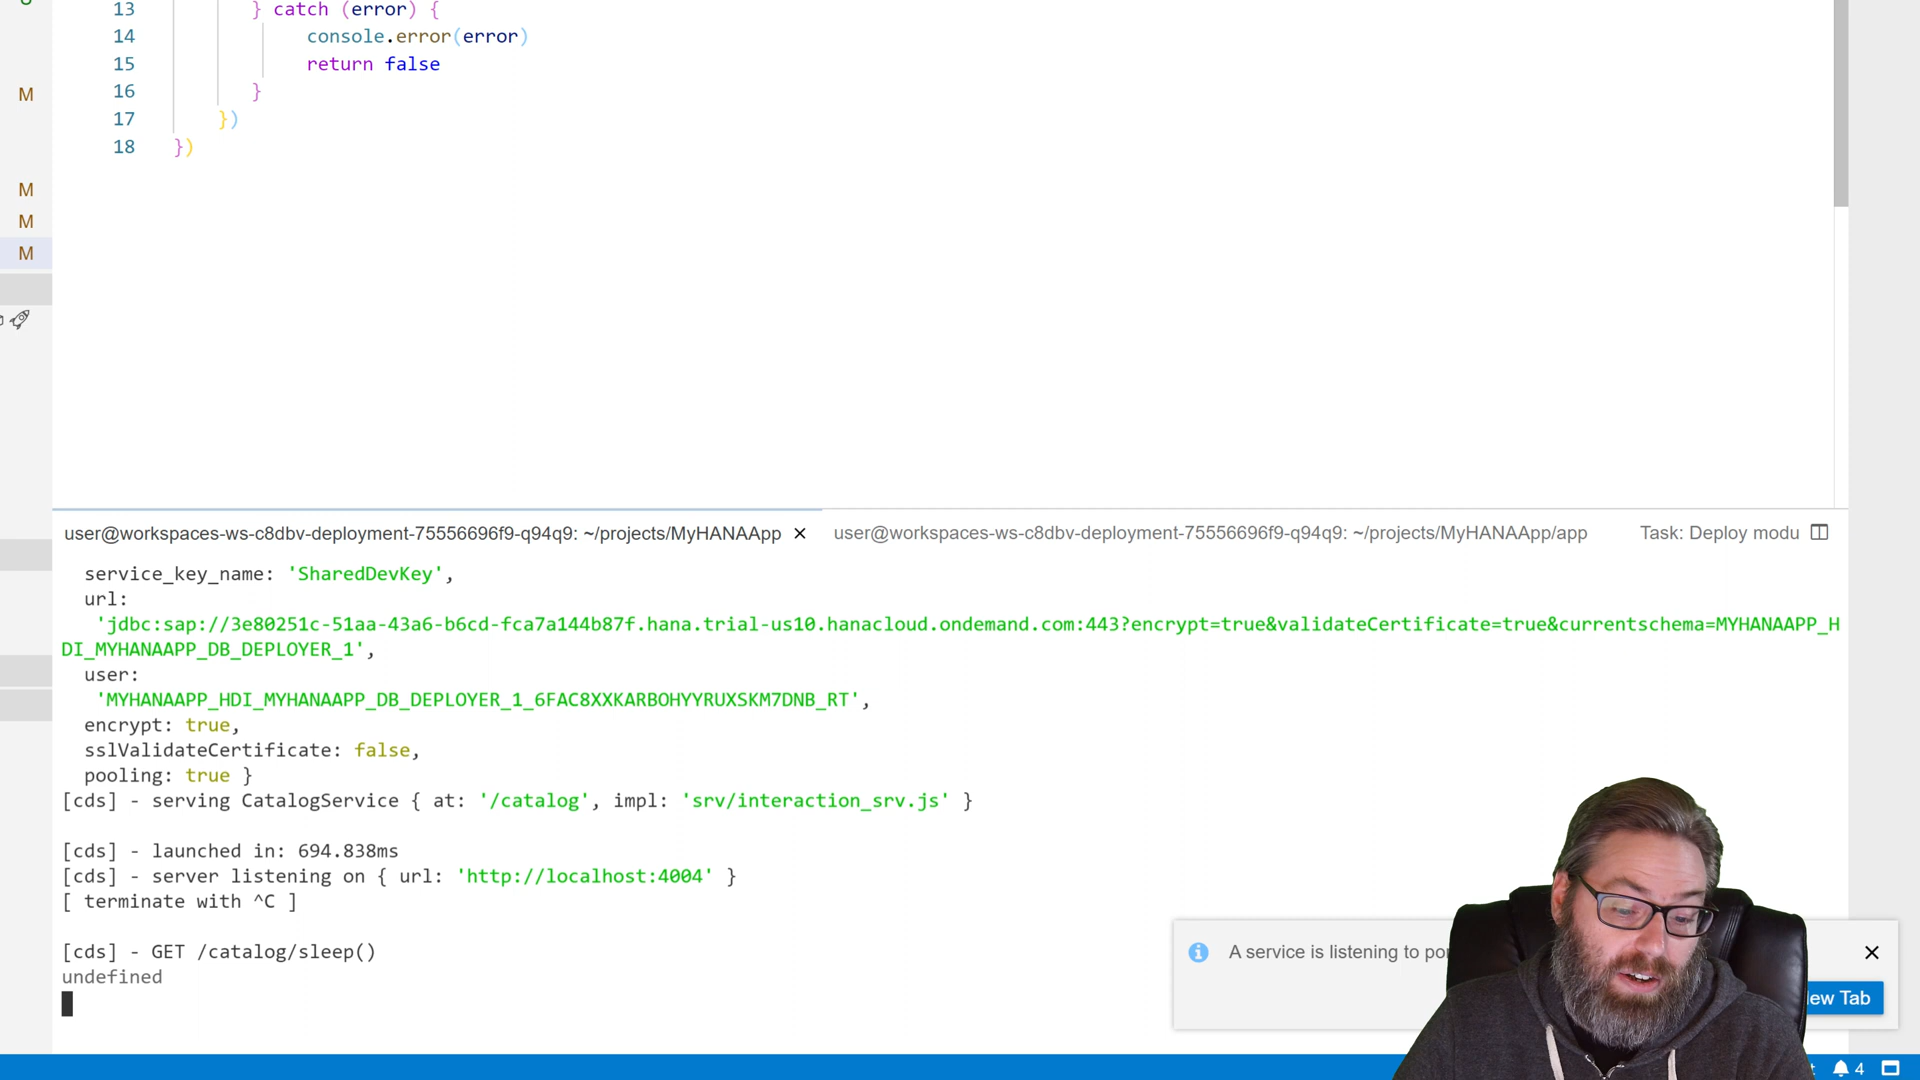 13 } catch (error) {
14 console.error(error)
15 return false
16 }
17 })
18 })
M
M
M
M
user@workspaces-ws-c8dbv-deployment-75556696f9-q94q9: ~/projects/MyHANAApp × user@workspaces-ws-c8dbv-deployment-75556696f9-q94q9: ~/projects/MyHANAApp/app Task: Deploy modu
service_key_name: 'SharedDevKey',
url:
'jdbc:sap://3e80251c-51aa-43a6-b6cd-fca7a144b87f.hana.trial-us10.hanacloud.ondemand.com:443?encrypt=true&validateCertificate=true&currentschema=MYHANAAPP_H
DI_MYHANAAPP_DB_DEPLOYER_1',
user:
'MYHANAAPP_HDI_MYHANAAPP_DB_DEPLOYER_1_6FAC8XXKARBOHYYRUXSKM7DNB_RT',
encrypt: true,
sslValidateCertificate: false,
pooling: true }
[cds] - serving CatalogService { at: '/catalog', impl: 'srv/interaction_srv.js' }
[cds] - launched in: 694.838ms
[cds] - server listening on { url: 'http://localhost:4004' }
[ terminate with ^C ]
[cds] - GET /catalog/sleep()
undefined
A service is listening to
Tab
4